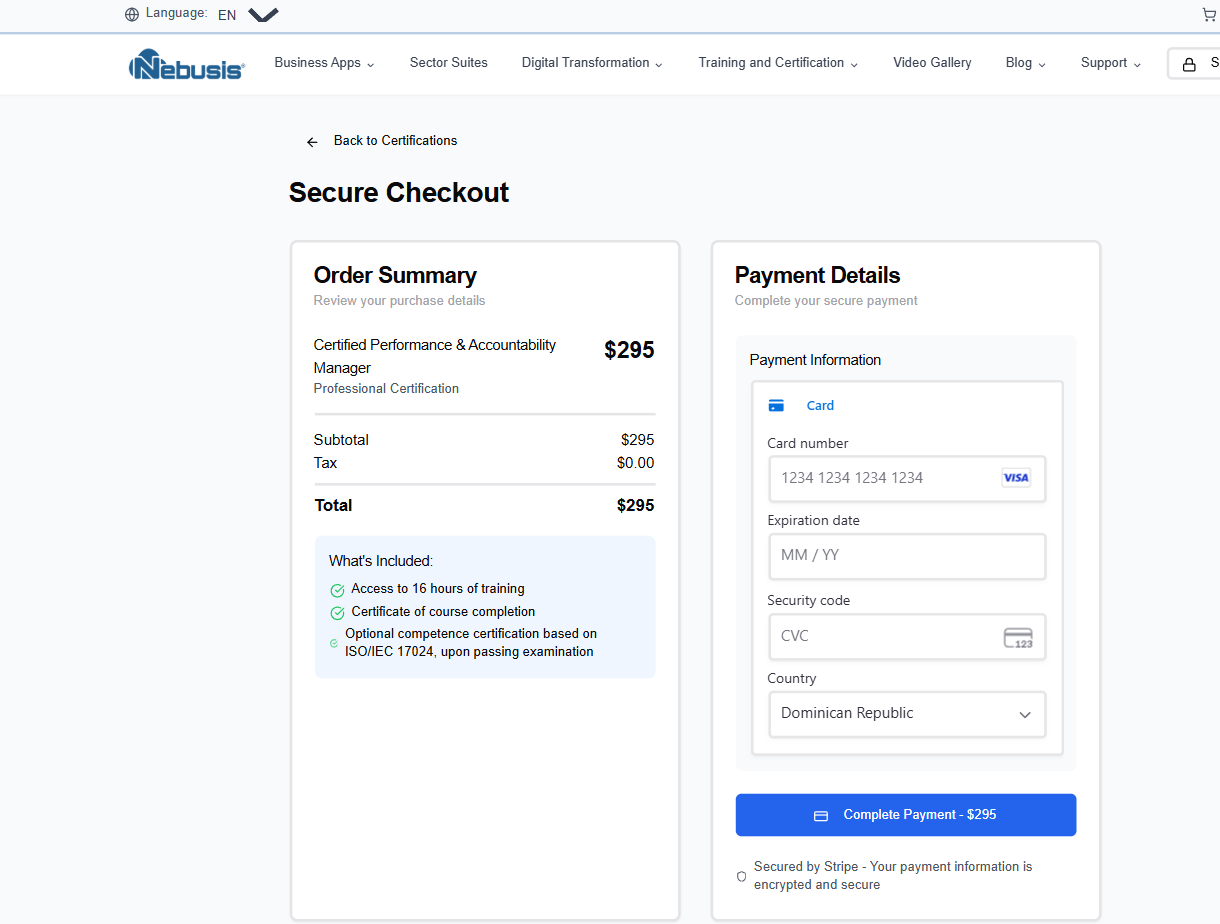 Language: EN
Nebusis®
Business Apps
Sector Suites
Digital Transformation
Training and Certification
Video Gallery
Blog
Support
S
Back to Certifications
Secure Checkout
Order Summary
Review your purchase details
Certified Performance & Accountability
Manager
$295
Professional Certification
Subtotal $295
Tax $0.00
Total $295
What's Included:
Access to 16 hours of training
Certificate of course completion
Optional competence certification based on
ISO/IEC 17024, upon passing examination
Payment Details
Complete your secure payment
Payment Information
Card
Card number
1234 1234 1234 1234 VISA
Expiration date
MM / YY
Security code
CVC 123
Country
Dominican Republic
Complete Payment - $295
Secured by Stripe - Your payment information is
encrypted and secure